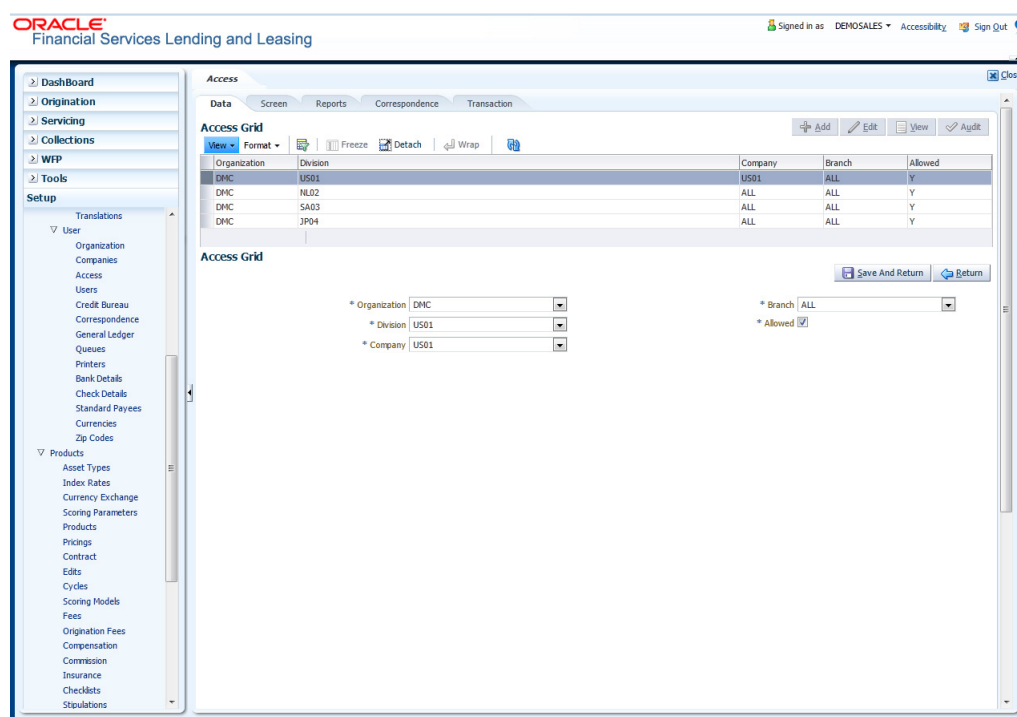 ORACLE
Financial Services Lending and Leasing
Signed in as DEMOSALES Accessibility Sign Out
DashBoard
Origination
Servicing
Collections
WFP
Tools
Setup
Translations
User
Organization
Companies
Access
Users
Credit Bureau
Correspondence
General Ledger
Queues
Printers
Bank Details
Check Details
Standard Payees
Currencies
Zip Codes
Products
Asset Types
Index Rates
Currency Exchange
Scoring Parameters
Products
Pricings
Contract
Edits
Cycles
Scoring Models
Fees
Origination Fees
Compensation
Commission
Insurance
Checklists
Stipulations
Access
Clos
Data Screen Reports Correspondence Transaction
Access Grid
Add Edit View Audit
View Format Freeze Detach Wrap
Organization Division Company Branch Allowed
DMC US01 US01 ALL Y
DMC NL02 ALL ALL Y
DMC SA03 ALL ALL Y
DMC JP04 ALL ALL Y
Access Grid
Save And Return Return
* Organization DMC * Branch ALL
* Division US01 * Allowed
* Company US01